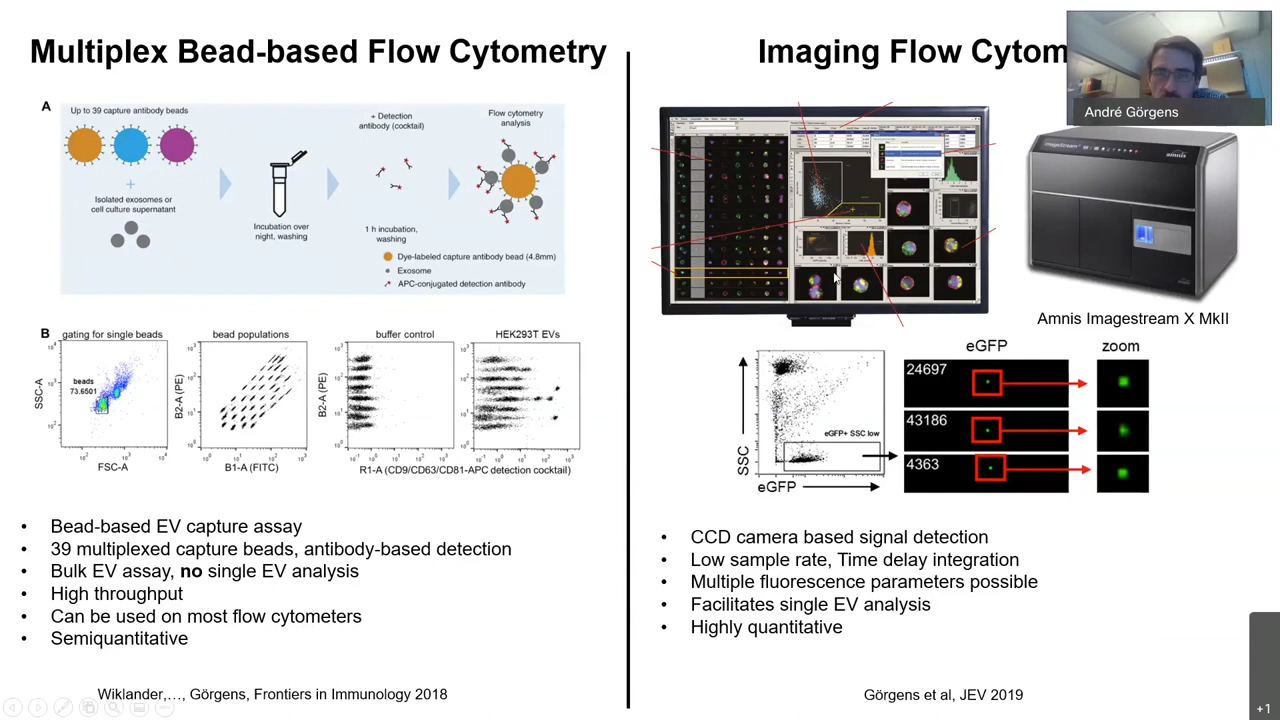 Multiplex Bead-based Flow Cytometry
A
Up to 39 capture antibody beads
+
Isolated exosomes or
cell culture supernatant
Incubation over
night, washing
+ Detection
antibody (cocktail)
1 h incubation,
washing
Flow cytometry
analysis
Dye-labeled capture antibody bead (4.8mm)
Exosome
APC-conjugated detection antibody
B
gating for single beads
bead populations
buffer control
HEK293T EVs
beads
73.6501
SSC-A
FSC-A
B2-A (PE)
B1-A (FITC)
B2-A (PE)
R1-A (CD9/CD63/CD81-APC detection cocktail)
• Bead-based EV capture assay
• 39 multiplexed capture beads, antibody-based detection
• Bulk EV assay, no single EV analysis
• High throughput
• Can be used on most flow cytometers
• Semiquantitative
Wiklander,…, Görgens, Frontiers in Immunology 2018
Imaging Flow Cytom
André Görgens
imagestream
amnis
Amnis Imagestream X MkII
SSC
eGFP
eGFP+ SSC low
eGFP
zoom
24697
43186
4363
• CCD camera based signal detection
• Low sample rate, Time delay integration
• Multiple fluorescence parameters possible
• Facilitates single EV analysis
• Highly quantitative
Görgens et al, JEV 2019
+1